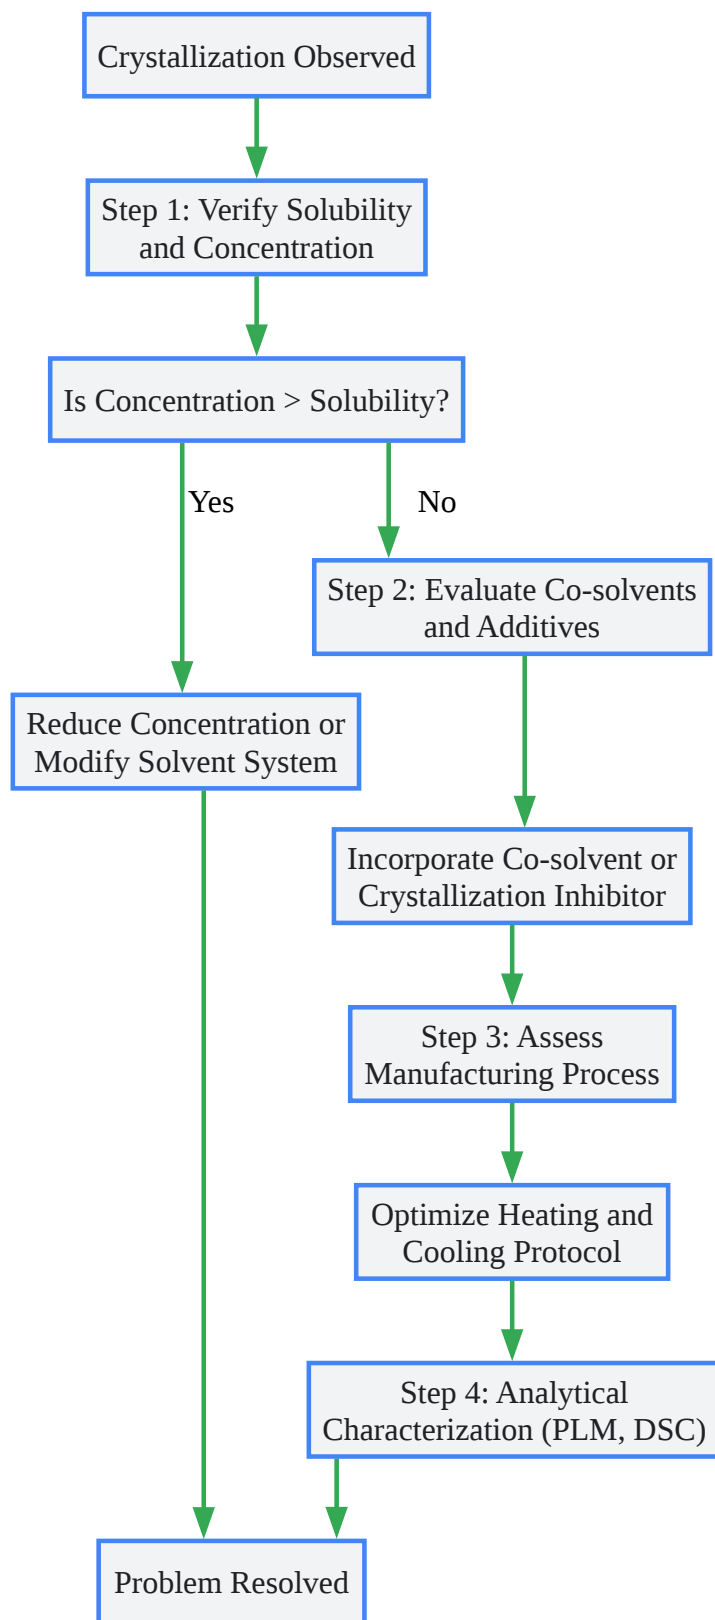 Crystallization Observed
Step 1: Verify Solubility
and Concentration
Is Concentration > Solubility?
Yes
No
Step 2: Evaluate Co-solvents
and Additives
Reduce Concentration or
Modify Solvent System
Incorporate Co-solvent or
Crystallization Inhibitor
Step 3: Assess
Manufacturing Process
Optimize Heating and
Cooling Protocol
Step 4: Analytical
Characterization (PLM, DSC)
Problem Resolved